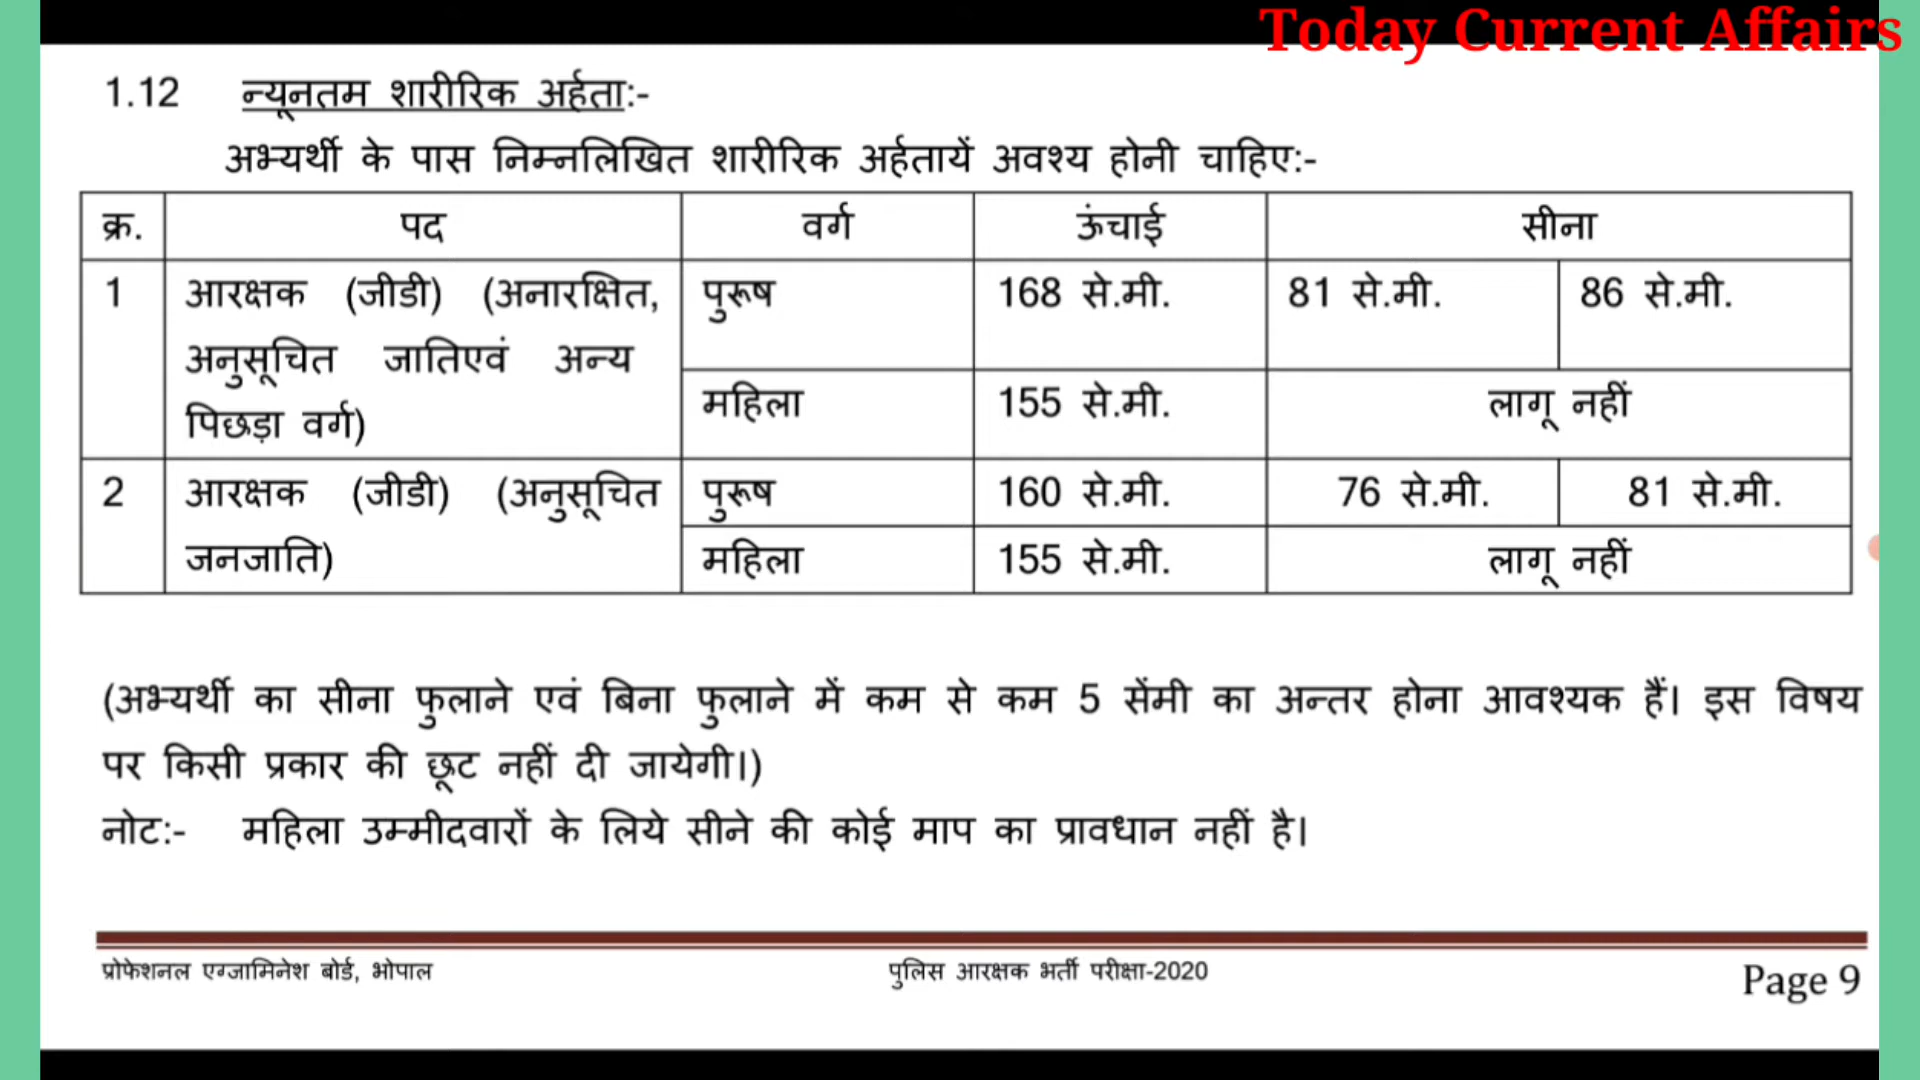 Today Current Affairs
1.12 न्यूनतम शारीरिक अर्हता:-
अभ्यर्थी के पास निम्नलिखित शारीरिक अर्हतायें अवश्य होनी चाहिए:-
क्र. पद वर्ग ऊंचाई सीना
1 आरक्षक (जीडी) (अनारक्षित, पुरूष 168 से.मी. 81 से.मी. 86 से.मी.
अनुसूचित जातिएवं अन्य
महिला 155 से.मी. लागू नहीं
पिछड़ा वर्ग)
2 आरक्षक (जीडी) (अनुसूचित पुरूष 160 से.मी. 76 से.मी. 81 से.मी.
जनजाति) महिला 155 से.मी. लागू नहीं
(अभ्यर्थी का सीना फुलाने एवं बिना फुलाने में कम से कम 5 सेंमी का अन्तर होना आवश्यक हैं। इस विषय
पर किसी प्रकार की छूट नहीं दी जायेगी।)
नोट:- महिला उम्मीदवारों के लिये सीने की कोई माप का प्रावधान नहीं है।
प्रोफेशनल एग्जामिनेश बोर्ड, भोपाल पुलिस आरक्षक भर्ती परीक्षा-2020 Page 9